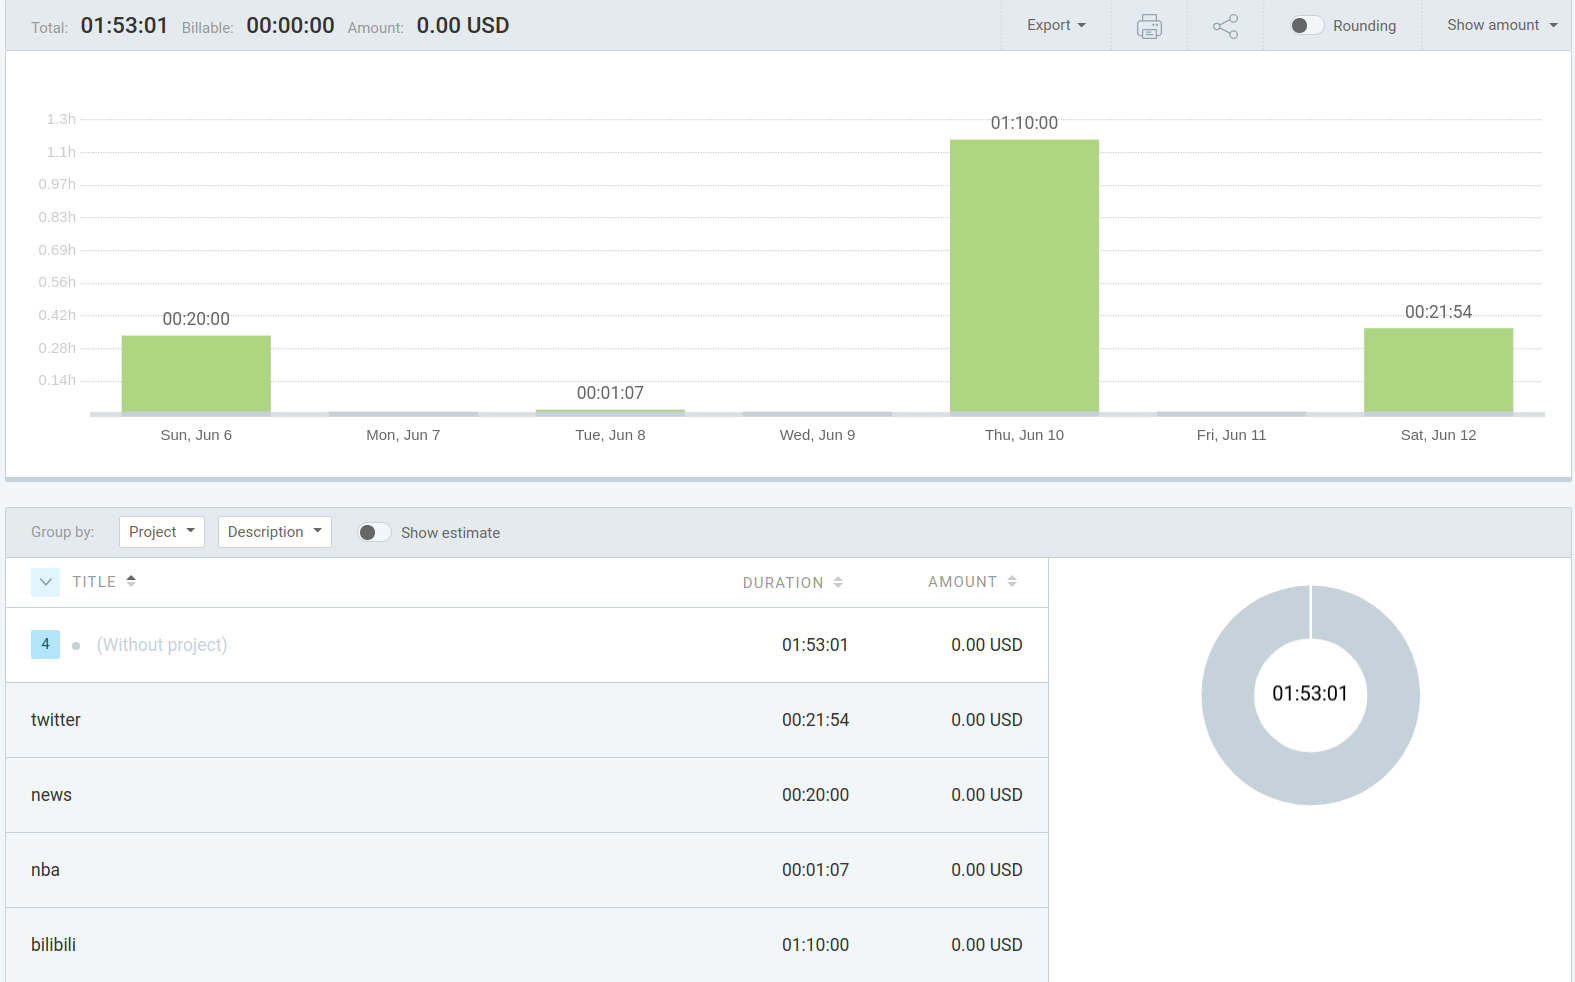 Total: 01:53:01 Billable: 00:00:00 Amount: 0.00 USD Export Rounding Show amount
1.3h
1.1h
0.97h
0.83h
0.69h
0.56h
0.42h
0.28h
0.14h
00:20:00
00:01:07
01:10:00
00:21:54
Sun, Jun 6 Mon, Jun 7 Tue, Jun 8 Wed, Jun 9 Thu, Jun 10 Fri, Jun 11 Sat, Jun 12
Group by: Project Description Show estimate
TITLE DURATION AMOUNT
4 (Without project) 01:53:01 0.00 USD
twitter 00:21:54 0.00 USD
news 00:20:00 0.00 USD
nba 00:01:07 0.00 USD
bilibili 01:10:00 0.00 USD
01:53:01